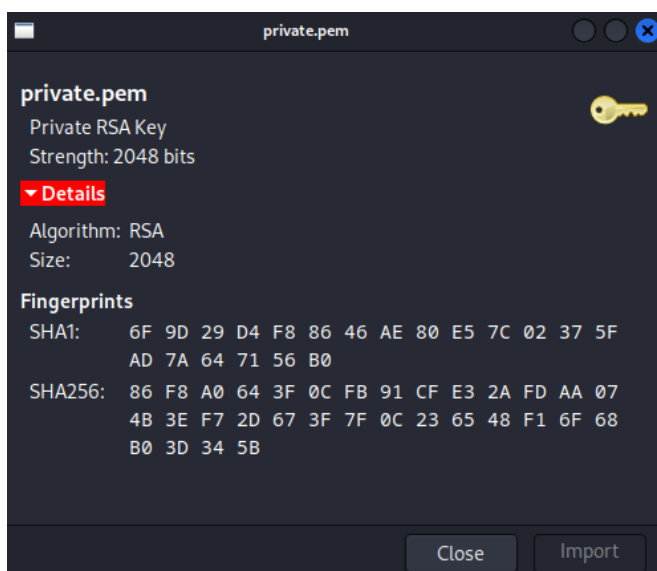 private.pem
private.pem
Private RSA Key
Strength: 2048 bits
Details
Algorithm: RSA
Size: 2048
Fingerprints
SHA1: 6F 9D 29 D4 F8 86 46 AE 80 E5 7C 02 37 5F
AD 7A 64 71 56 B0
SHA256: 86 F8 A0 64 3F 0C FB 91 CF E3 2A FD AA 07
4B 3E F7 2D 67 3F 7F 0C 23 65 48 F1 6F 68
B0 3D 34 5B
Close Import